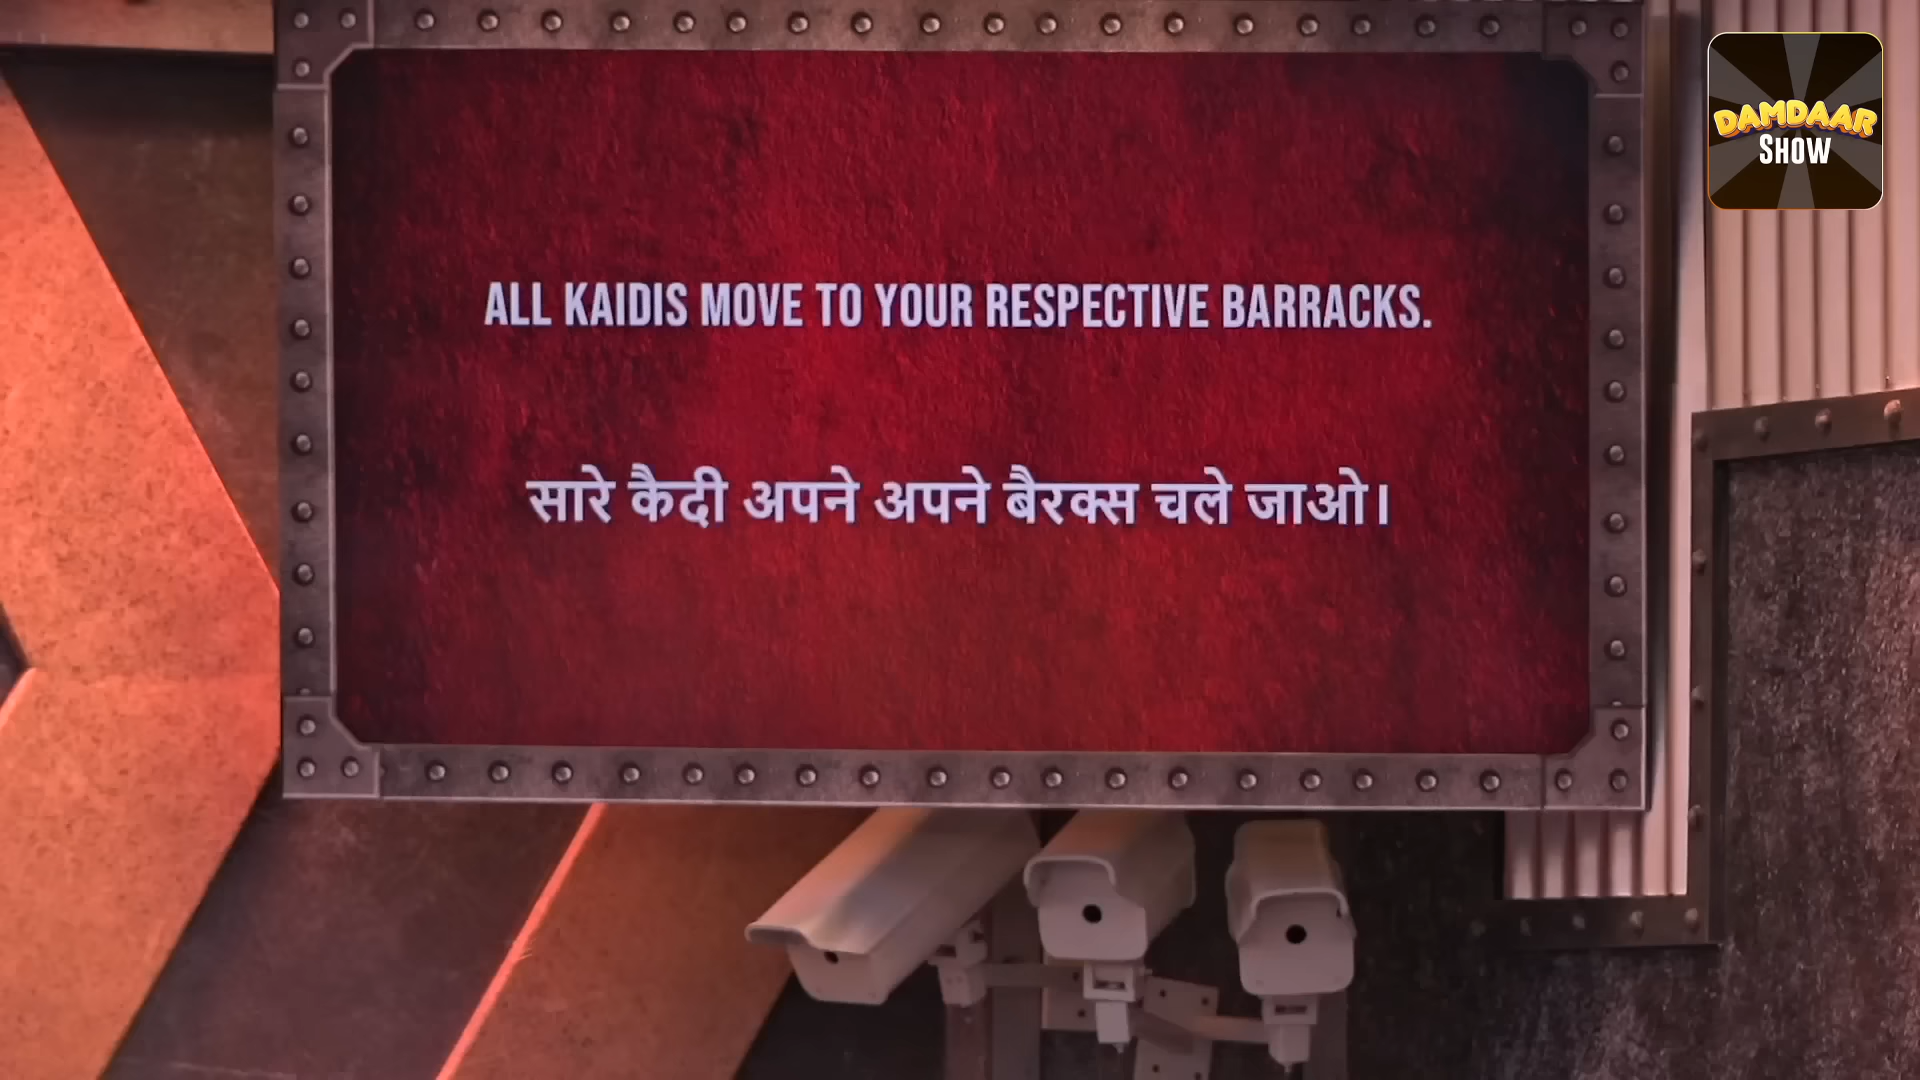 DAMDAAR
SHOW
ALL KAIDIS MOVE TO YOUR RESPECTIVE BARRACKS.
सारे कैदी अपने अपने बैरक्स चले जाओ।